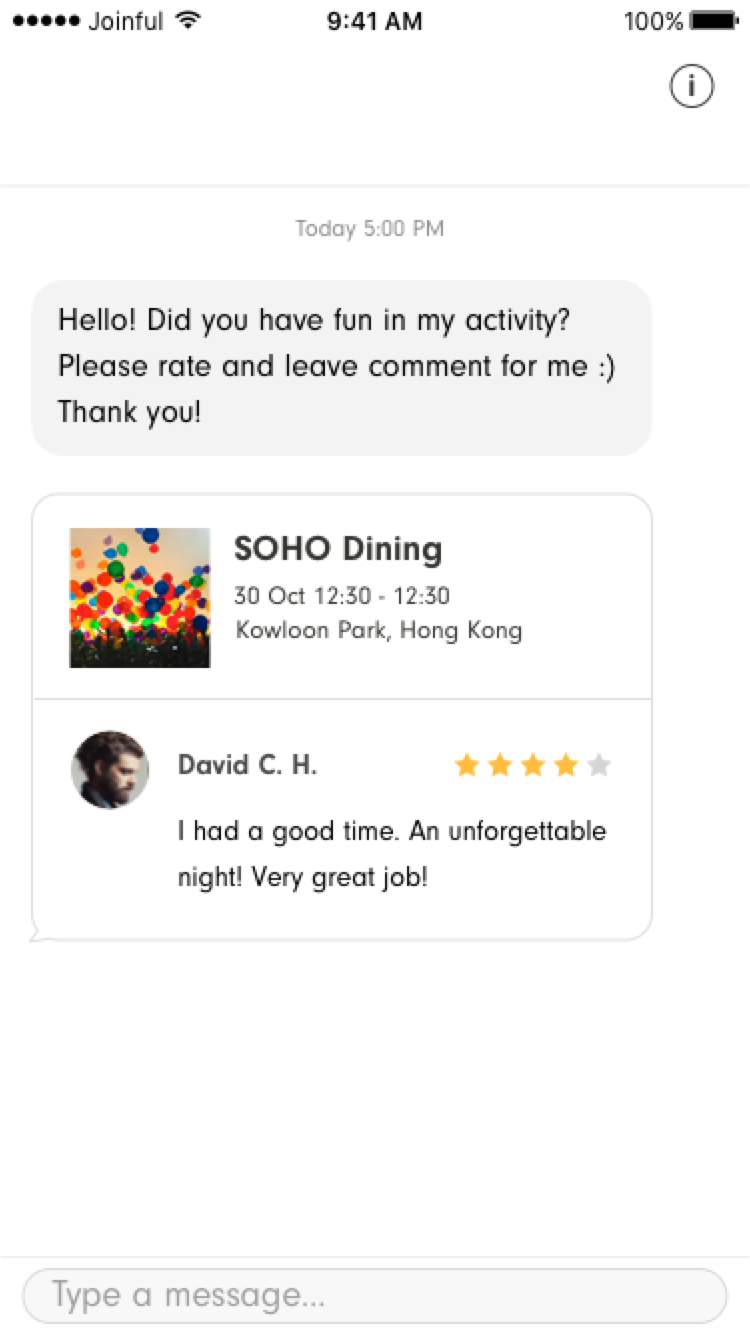 Joinful 9:41 AM 100%
i
Today 5:00 PM
Hello! Did you have fun in my activity?
Please rate and leave comment for me :)
Thank you!
SOHO Dining
30 Oct 12:30 - 12:30
Kowloon Park, Hong Kong
David C. H.
I had a good time. An unforgettable
night! Very great job!
Type a message...